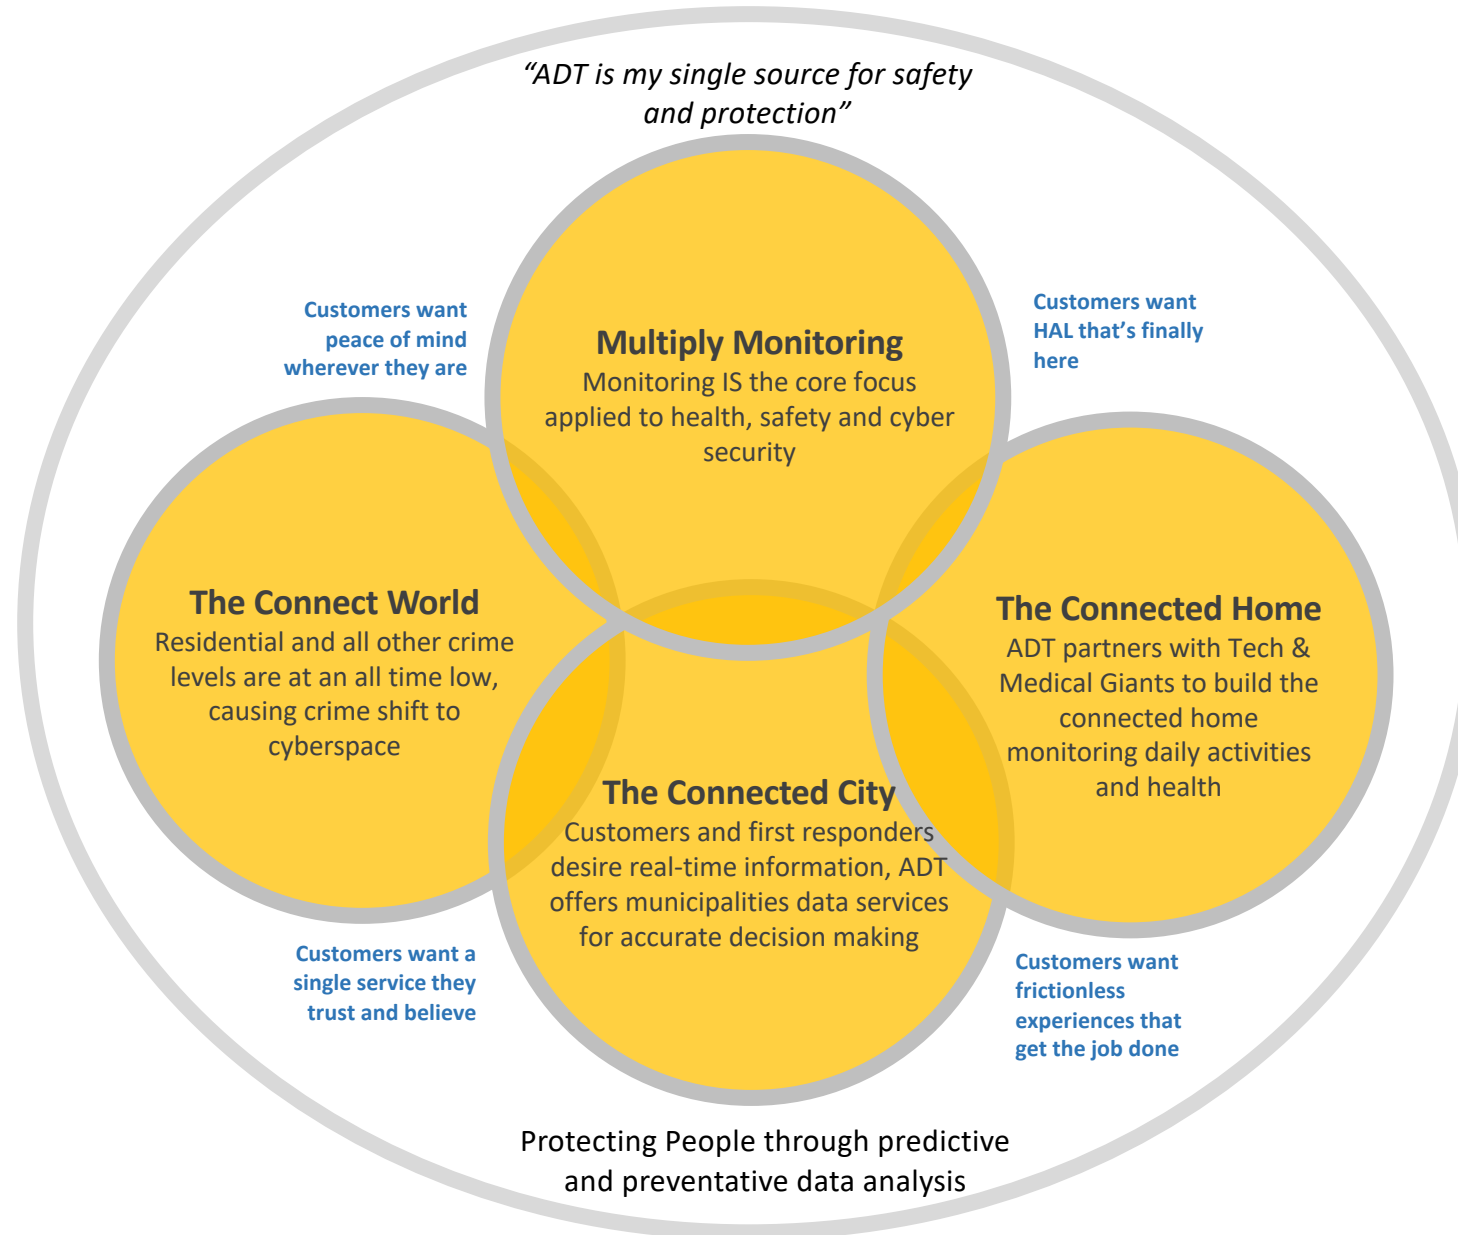 “ADT is my single source for safety
and protection”
Customers want
peace of mind
wherever they are
Multiply Monitoring
Monitoring IS the core focus
applied to health, safety and cyber
security
Customers want
HAL that’s finally
here
The Connect World
Residential and all other crime
levels are at an all time low,
causing crime shift to
cyberspace
The Connected Home
ADT partners with Tech &
Medical Giants to build the
connected home
monitoring daily activities
and health
The Connected City
Customers and first responders
desire real-time information, ADT
offers municipalities data services
for accurate decision making
Customers want a
single service they
trust and believe
Customers want
frictionless
experiences that
get the job done
Protecting People through predictive
and preventative data analysis